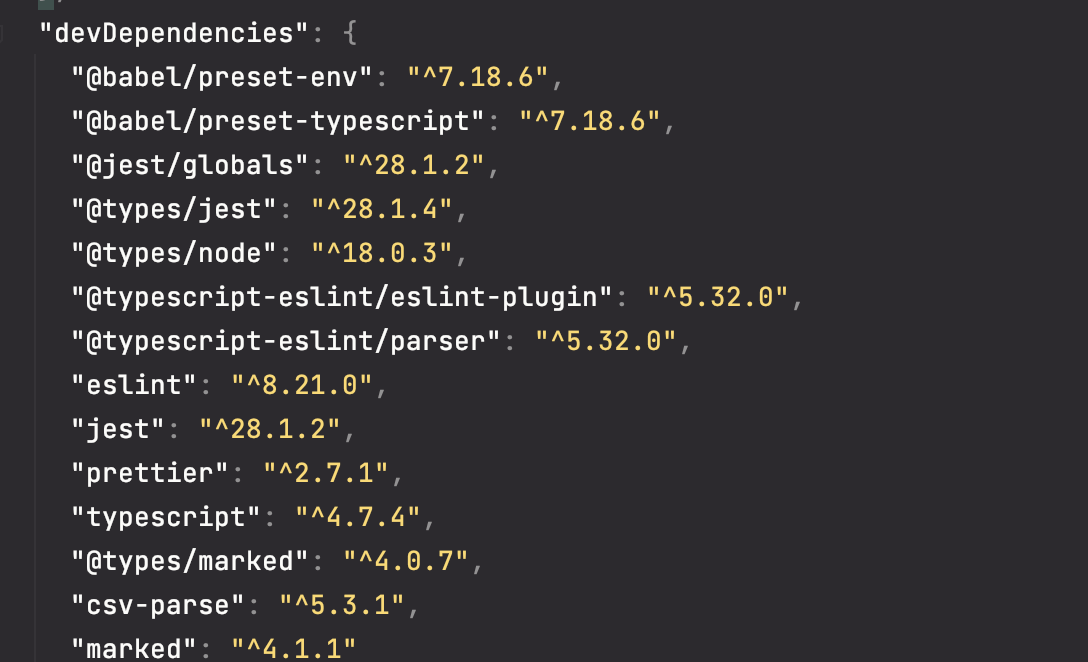 "devDependencies": {
"@babel/preset-env": "^7.18.6",
"@babel/preset-typescript": "^7.18.6",
"@jest/globals": "^28.1.2",
"@types/jest": "^28.1.4",
"@types/node": "^18.0.3",
"@typescript-eslint/eslint-plugin": "^5.32.0",
"@typescript-eslint/parser": "^5.32.0",
"eslint": "^8.21.0",
"jest": "^28.1.2",
"prettier": "^2.7.1",
"typescript": "^4.7.4",
"@types/marked": "^4.0.7",
"csv-parse": "^5.3.1",
"marked": "^4.1.1"